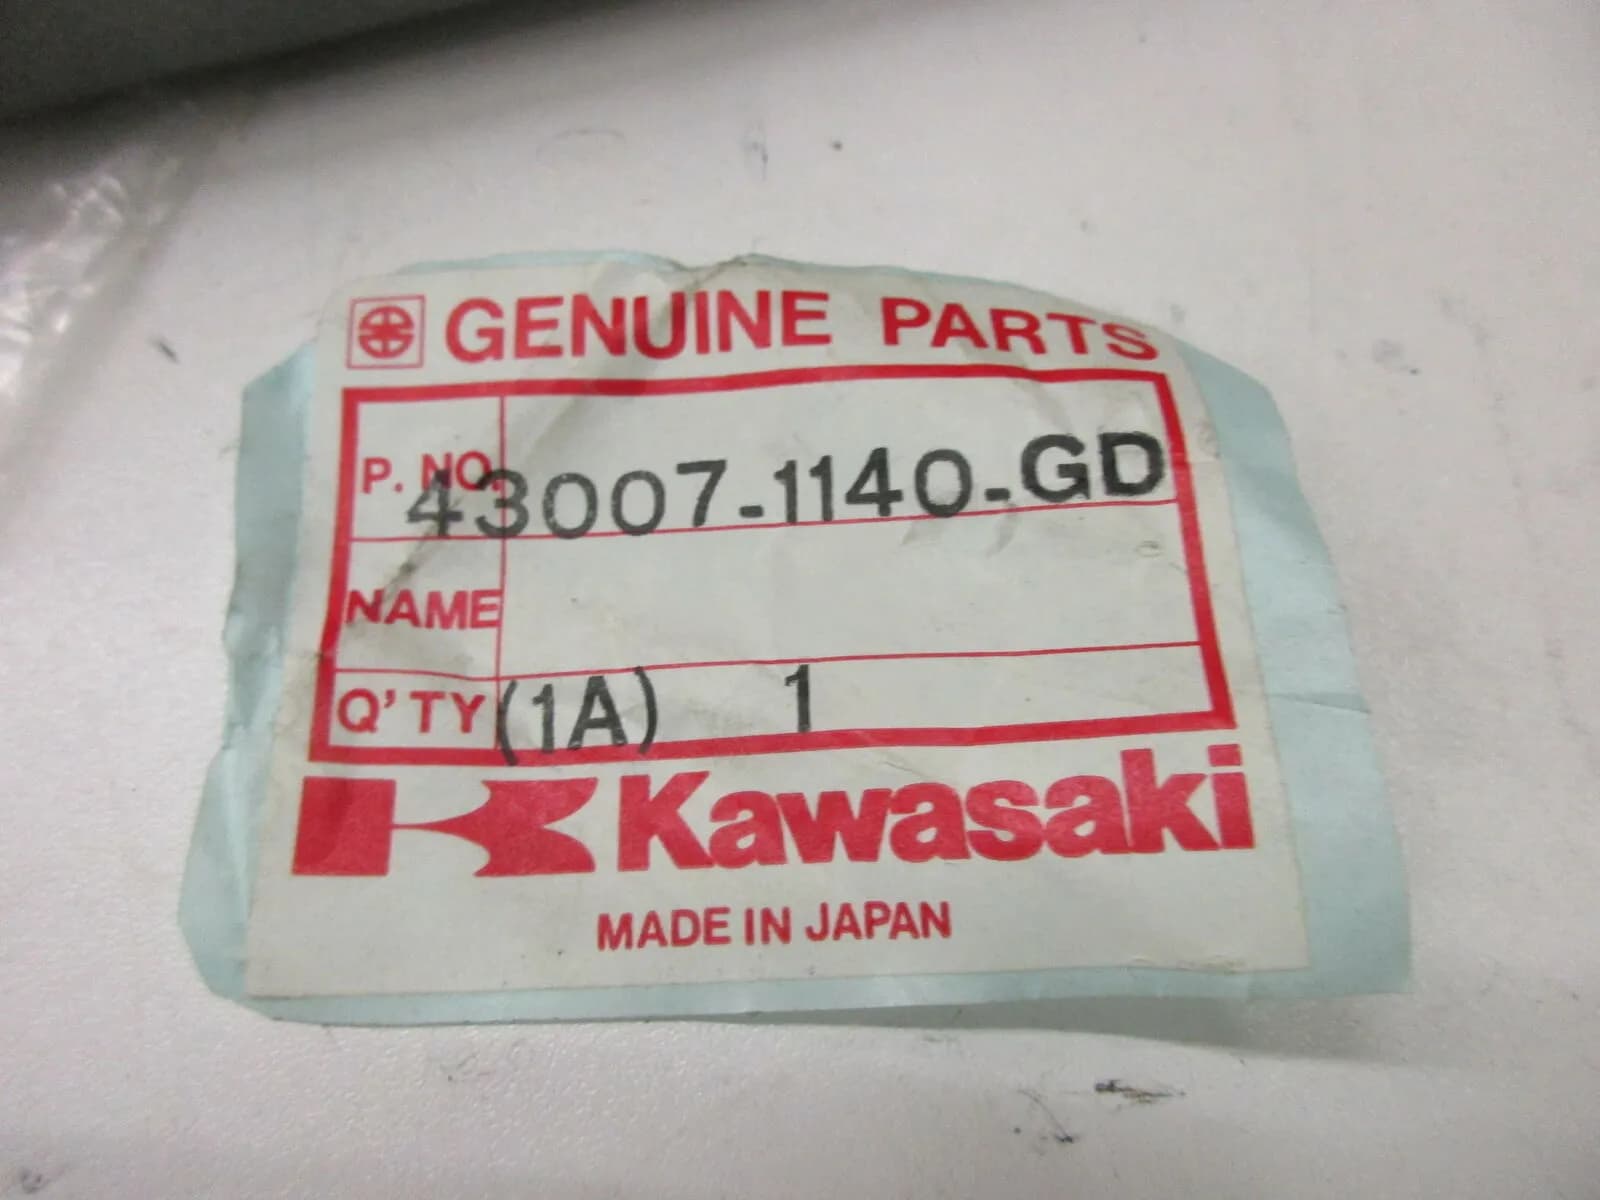 GENUINE PARTS
P. NO. 43007-1140-GD
NAME
Q'TY (1A) 1
Kawasaki
MADE IN JAPAN